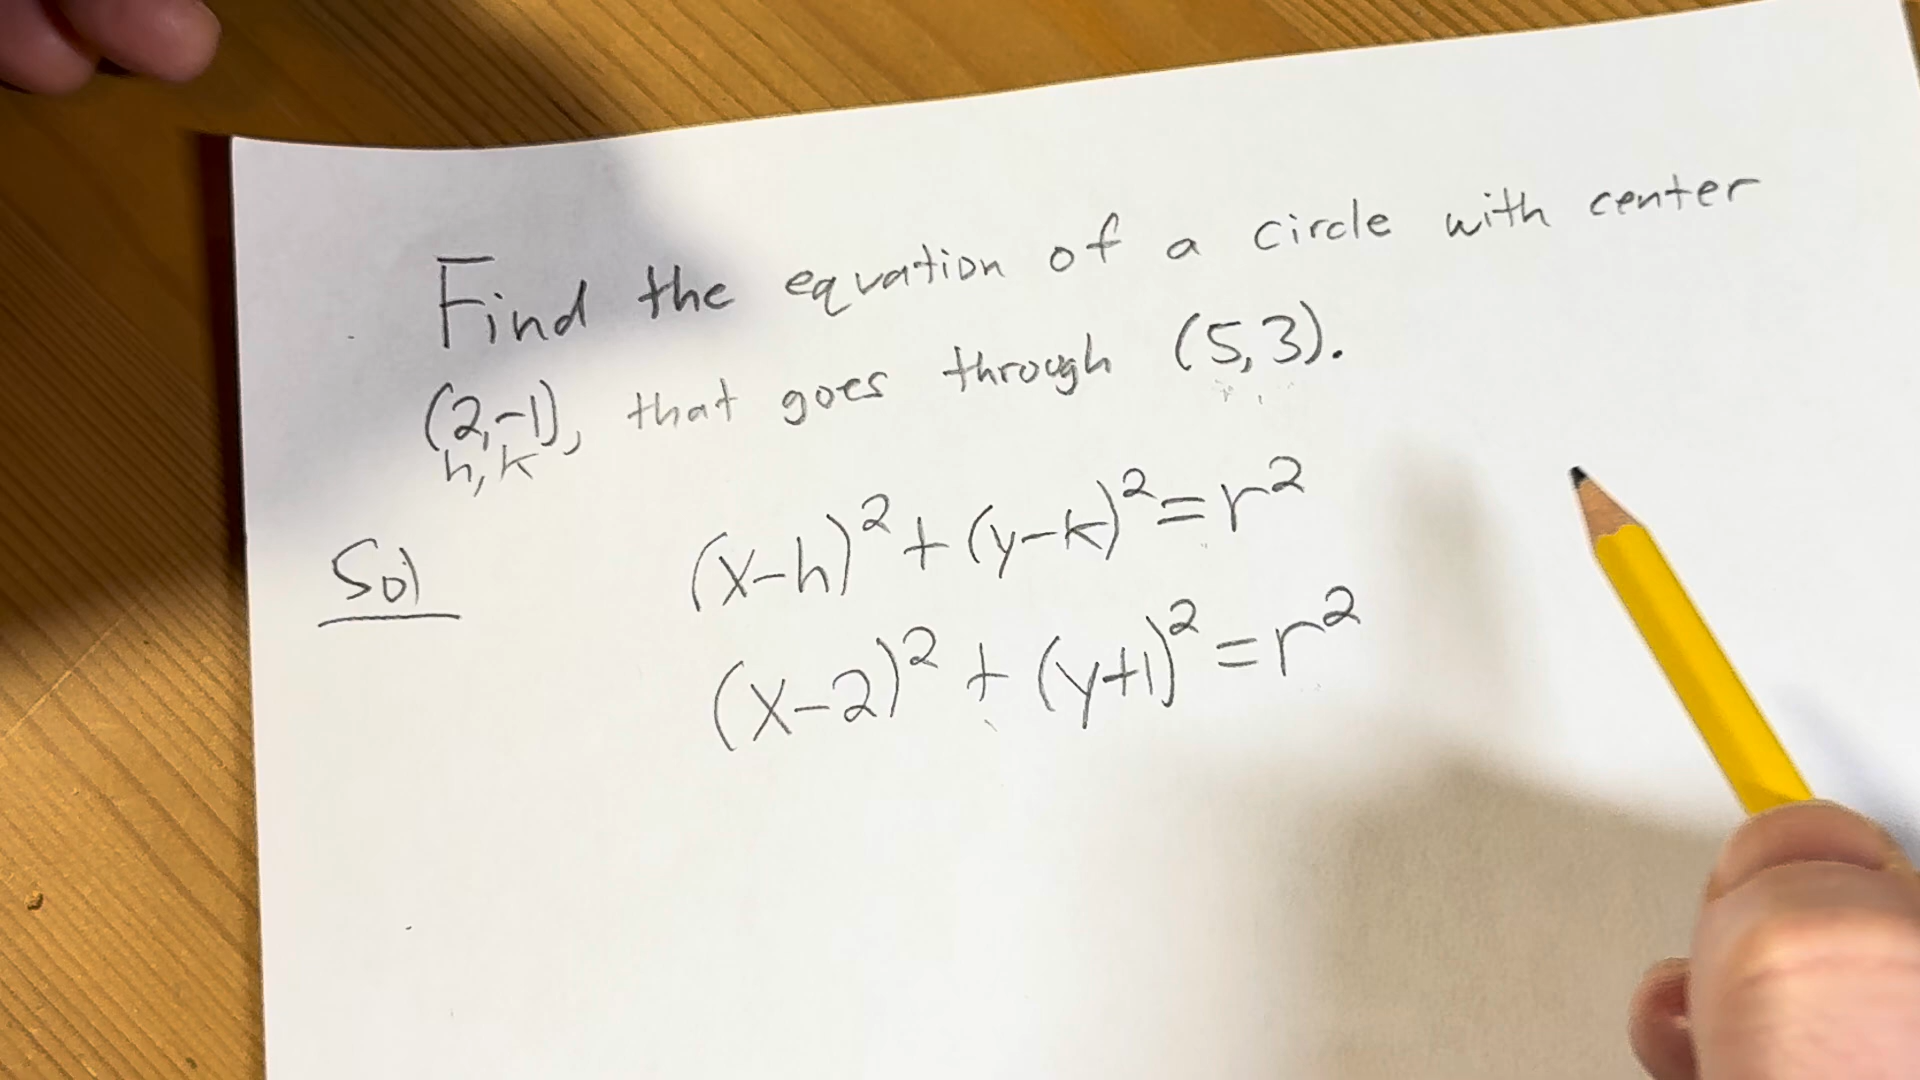 Find the equation of a circle with center
(2,-1), that goes through (5,3).
h, k
(x-h)²+(y-k)²=r²
Sol
(x-2)²+(y+1)²=r²